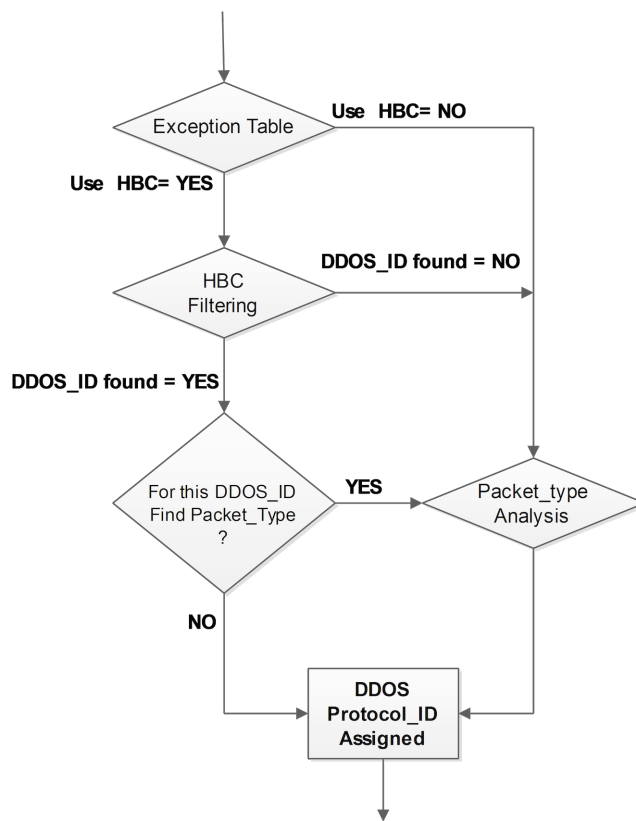 Exception Table
Use HBC= NO
Use HBC= YES
HBC
Filtering
DDOS_ID found = NO
DDOS_ID found = YES
For this DDOS_ID
Find Packet_Type
?
YES
Packet_type
Analysis
NO
DDOS
Protocol_ID
Assigned